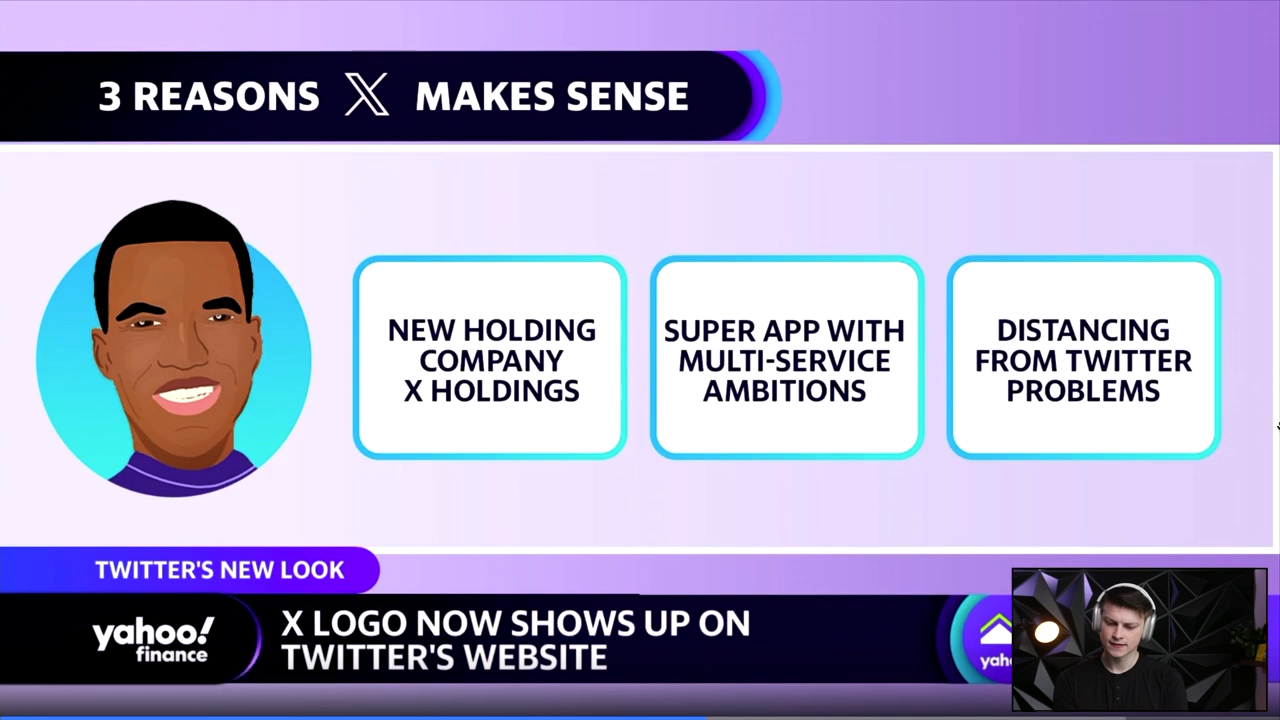 3 REASONS X MAKES SENSE
NEW HOLDING
COMPANY
X HOLDINGS
SUPER APP WITH
MULTI-SERVICE
AMBITIONS
DISTANCING
FROM TWITTER
PROBLEMS
TWITTER'S NEW LOOK
yahoo!
finance
X LOGO NOW SHOWS UP ON
TWITTER'S WEBSITE